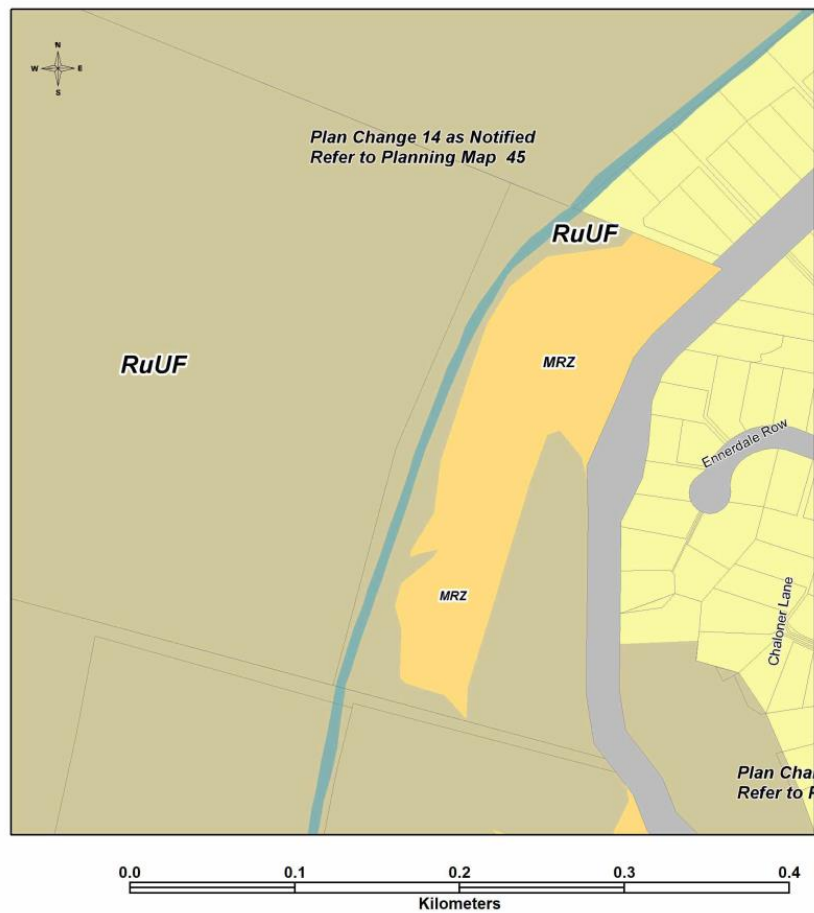 N
W E
S
Plan Change 14 as Notified
Refer to Planning Map 45
RuUF
RuUF
MRZ
Ennerdale Row
MRZ
Chaloner Lane
Plan Cha
Refer to P
0.0 0.1 0.2 0.3 0.4
Kilometers